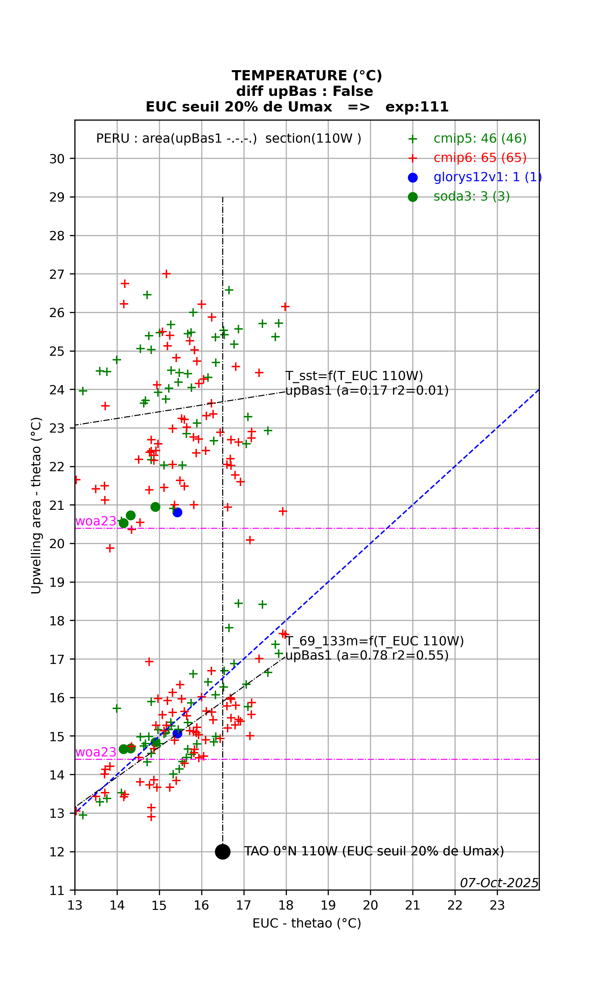 TEMPERATURE (°C)
diff upBas : False
EUC seuil 20% de Umax   =>   exp:111
PERU : area(upBas1 -.-.-.)  section(110W )
cmip5: 46 (46)
cmip6: 65 (65)
glorys12v1: 1 (1)
soda3: 3 (3)
30
29
28
27
26
25
24
23
22
21
20
19
18
17
16
15
14
13
12
11
Upwelling area - thetao (°C)
T_sst=f(T_EUC 110W)
upBas1 (a=0.17 r2=0.01)
woa23
T_69_133m=f(T_EUC 110W)
upBas1 (a=0.78 r2=0.55)
woa23
TAO 0°N 110W (EUC seuil 20% de Umax)
07-Oct-2025
13 14 15 16 17 18 19 20 21 22 23
EUC - thetao (°C)